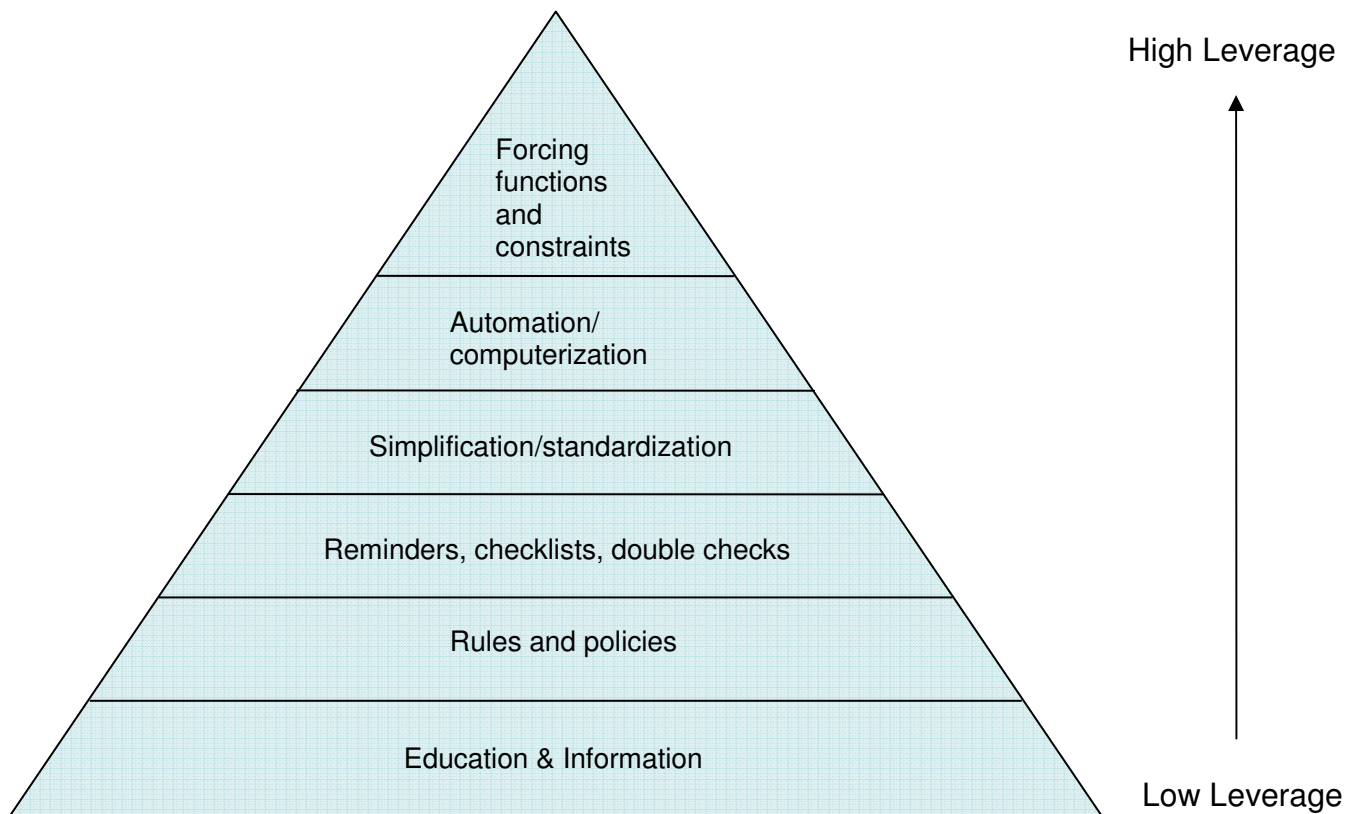 High Leverage
Forcing
functions
and
constraints
Automation/
computerization
Simplification/standardization
Reminders, checklists, double checks
Rules and policies
Education & Information
Low Leverage